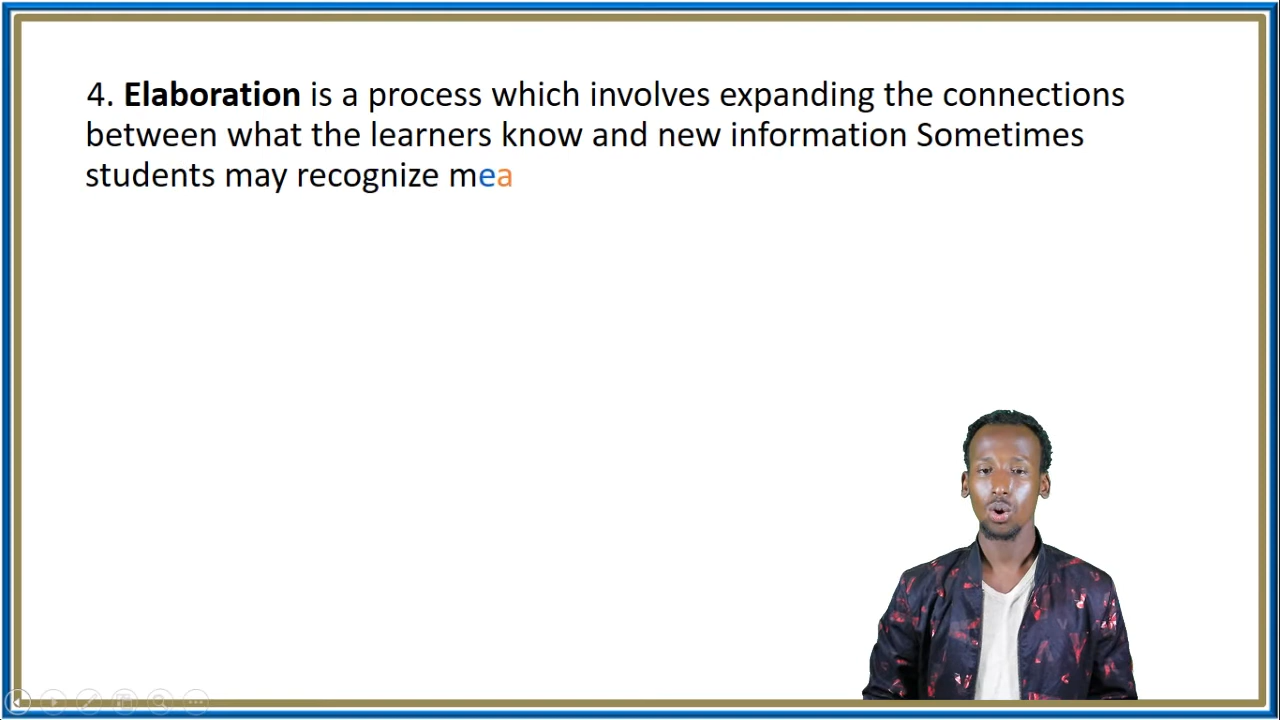 4. Elaboration is a process which involves expanding the connections
between what the learners know and new information Sometimes
students may recognize mea